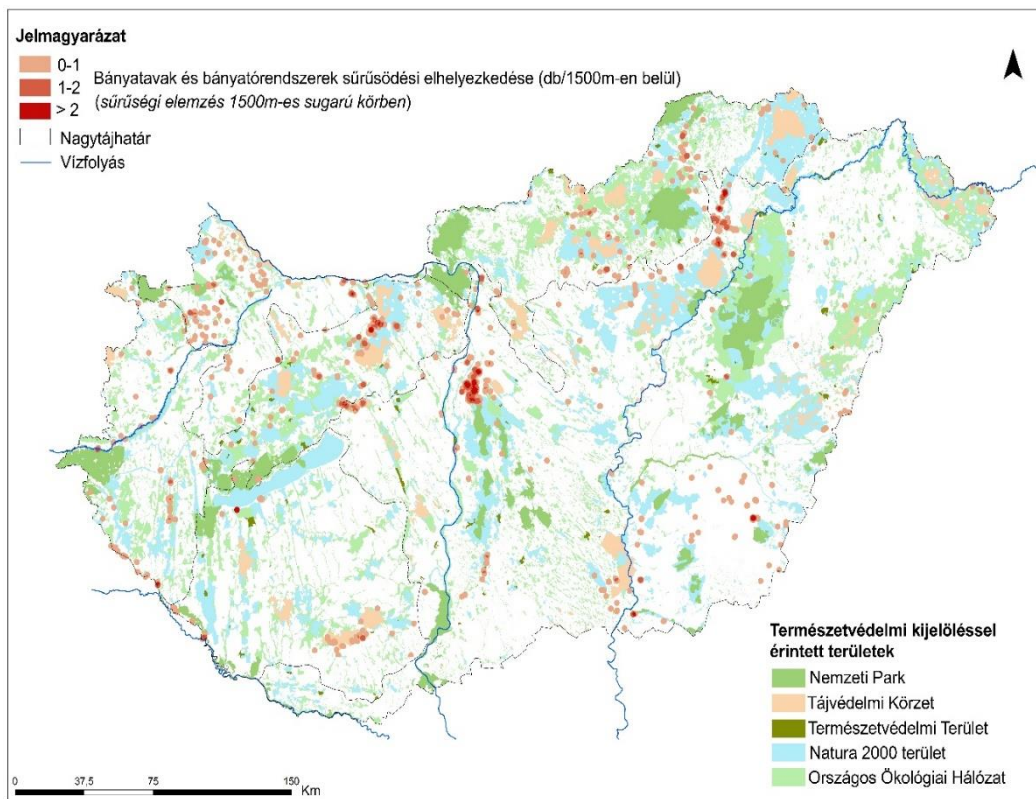 Jelmagyarázat
0-1
1-2
> 2
Bányatavak és bányatórendszerek sűrűsödési elhelyezkedése (db/1500m-en belül)
(sűrűségi elemzés 1500m-es sugarú körben)
Nagytájhatár
Vízfolyás
Természetvédelmi kijelöléssel
érintett területek
Nemzeti Park
Tájvédelmi Körzet
Természetvédelmi Terület
Natura 2000 terület
Országos Ökológiai Hálózat
0 37,5 75 150
Km